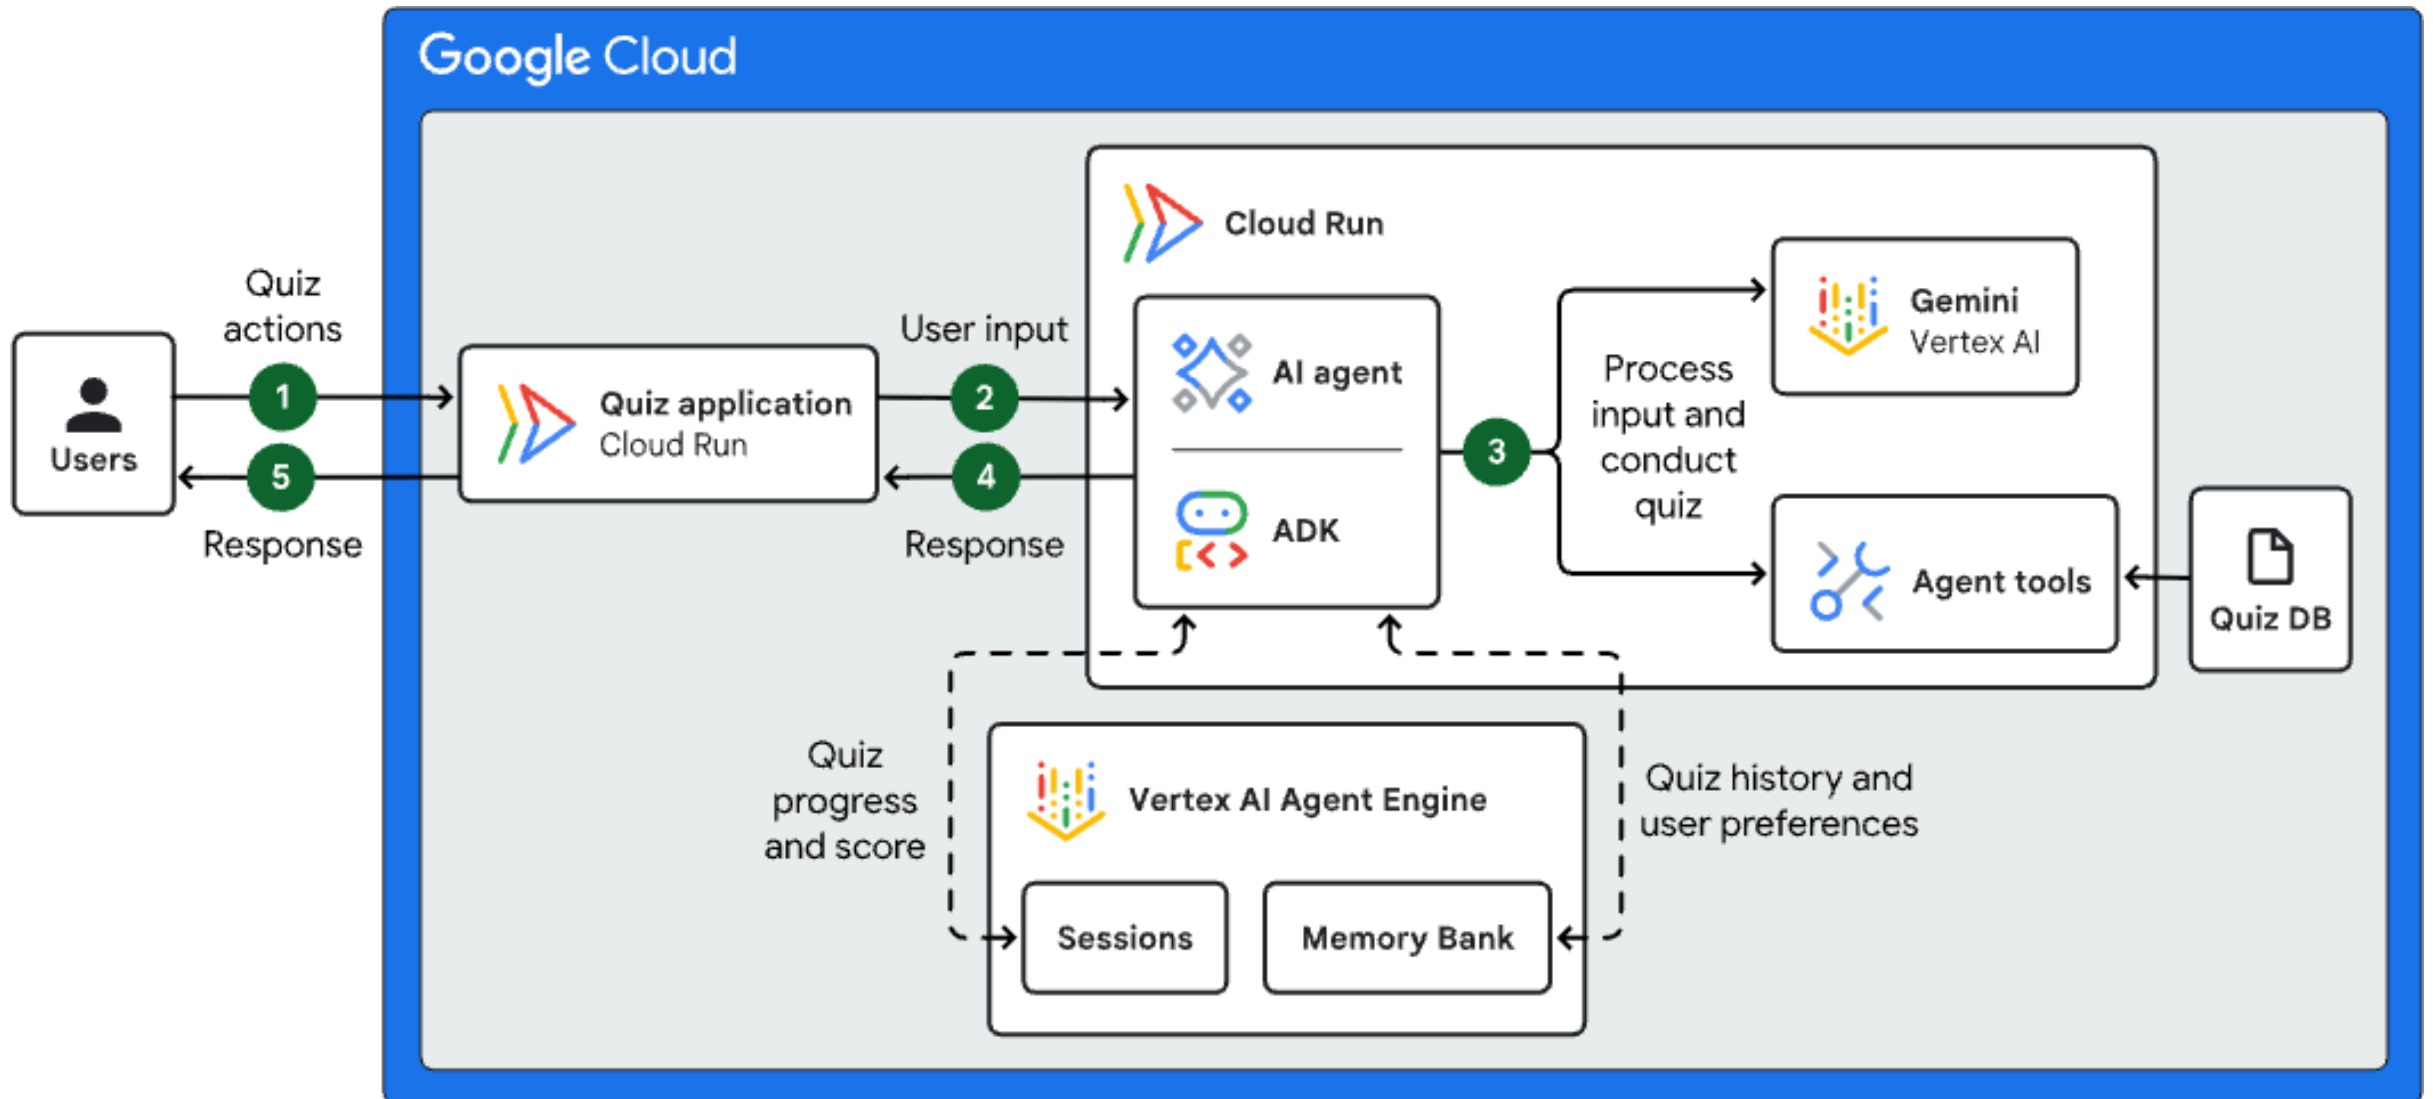 Google Cloud
Cloud Run
Quiz
actions
1
Users
5
Response
Quiz application
Cloud Run
User input
2
4
Response
AI agent
ADK
3
Process
input and
conduct
quiz
Gemini
Vertex AI
Agent tools
Quiz DB
Quiz
progress
and score
Vertex AI Agent Engine
Sessions
Memory Bank
Quiz history and
user preferences